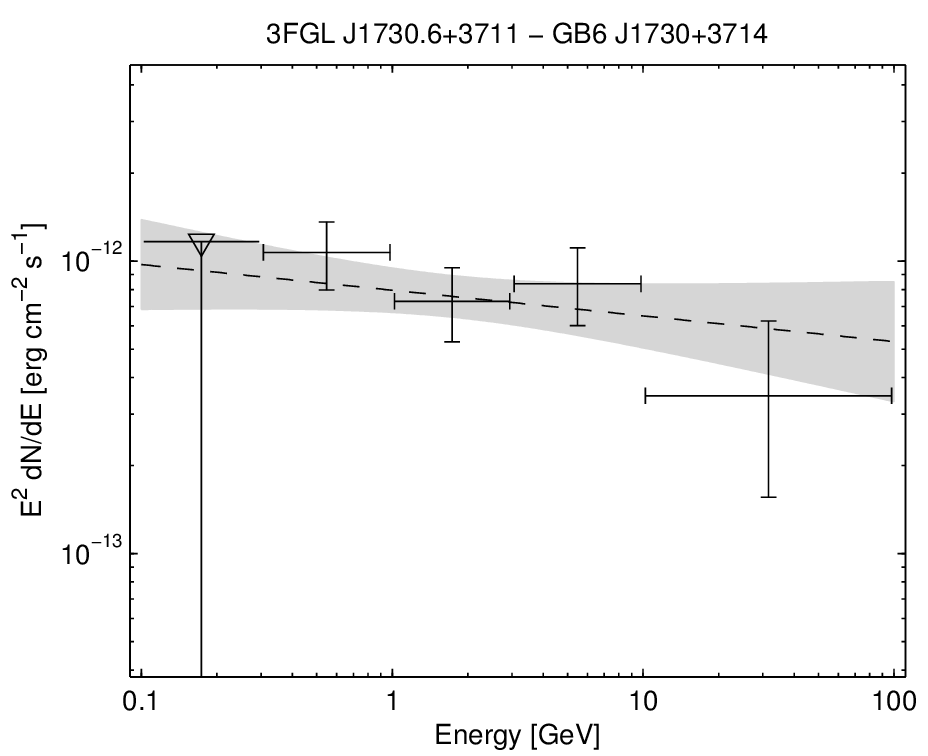 3FGL J1730.6+3711 − GB6 J1730+3714
E² dN/dE [erg cm⁻² s⁻¹]
10⁻¹²
10⁻¹³
0.1 1 10 100
Energy [GeV]